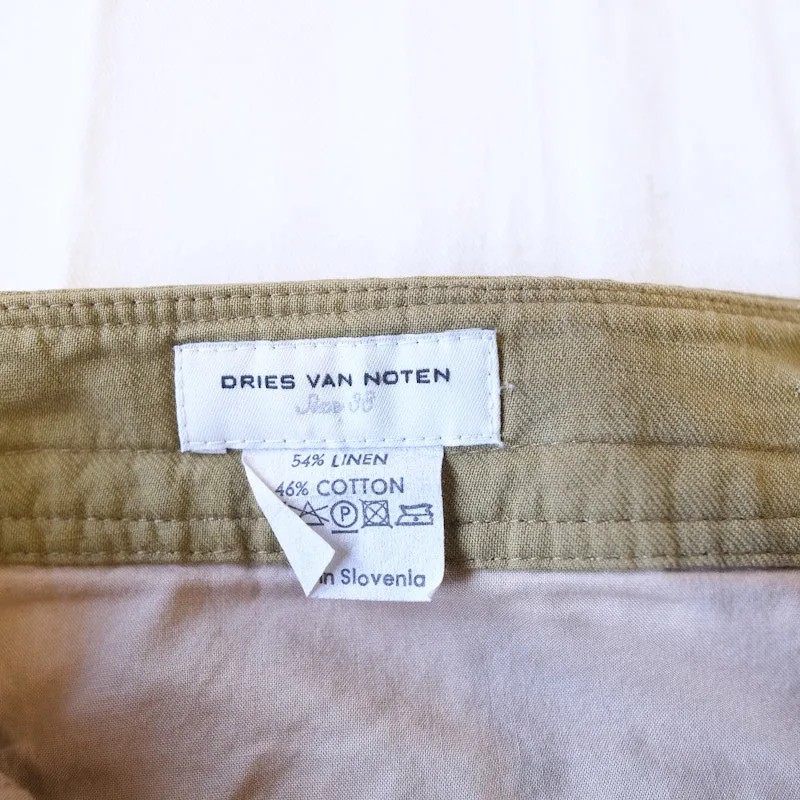 DRIES VAN NOTEN
Size 38
54% LINEN
46% COTTON
P
in Slovenia